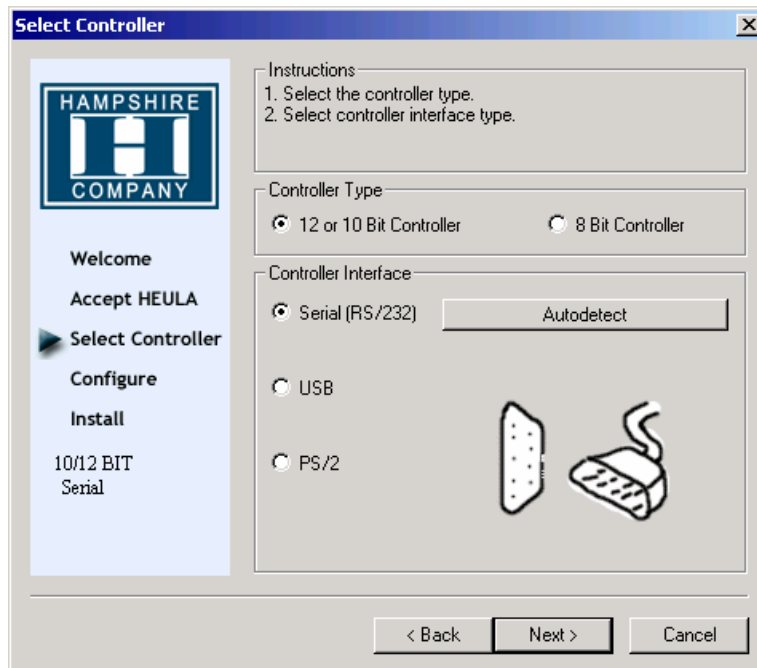 Select Controller
HAMPSHIRE
COMPANY
Welcome
Accept HEULA
Select Controller
Configure
Install
10/12 BIT
Serial
Instructions
1. Select the controller type.
2. Select controller interface type.
Controller Type
12 or 10 Bit Controller
8 Bit Controller
Controller Interface
Serial (RS/232)
Autodetect
USB
PS/2
< Back
Next >
Cancel